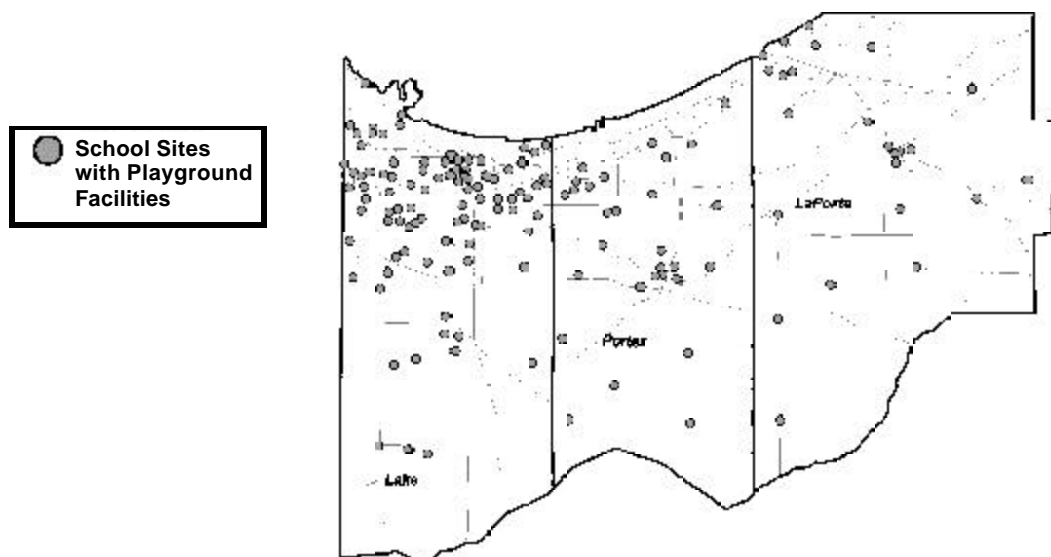 School Sites
with Playground
Facilities
LaPorte
Porter
Lake